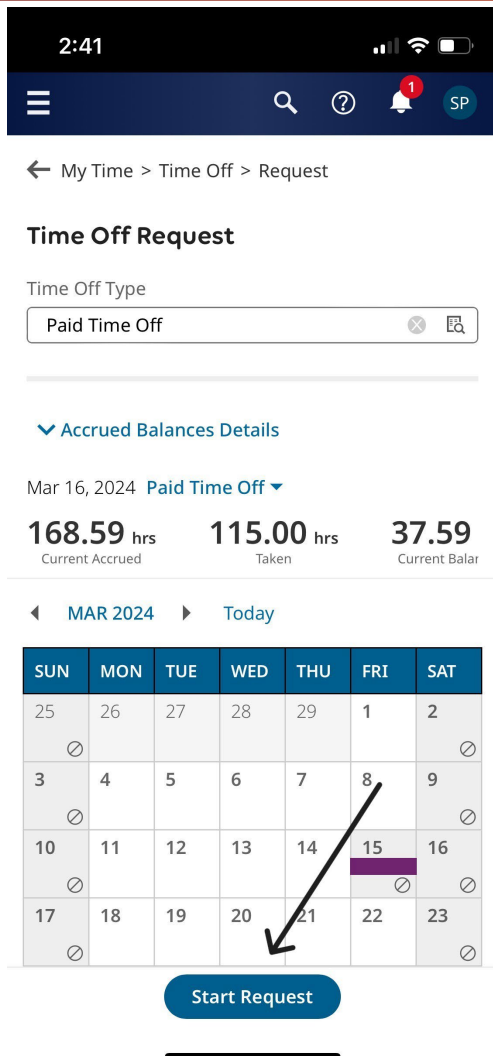 2:41
1
SP
My Time > Time Off > Request
Time Off Request
Time Off Type
Paid Time Off
Accrued Balances Details
Mar 16, 2024 Paid Time Off
168.59 hrs 115.00 hrs 37.59
Current Accrued Taken Current Balar
MAR 2024 Today
SUN MON TUE WED THU FRI SAT
25 26 27 28 29 1 2
3 4 5 6 7 8 9
10 11 12 13 14 15 16
17 18 19 20 21 22 23
Start Request